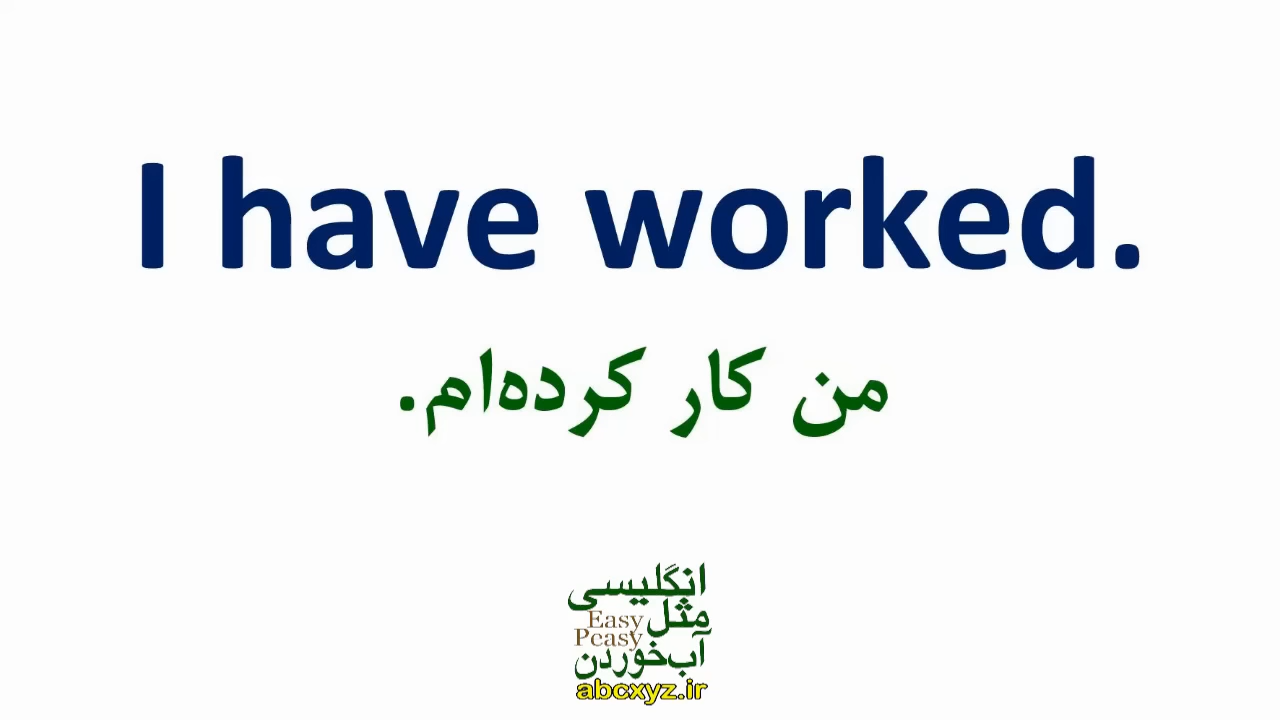 I have worked.
من کار کرده‌ام.
انگلیسی
مثل
Easy
Peasy
آب‌خوردن
abcxyz.ir